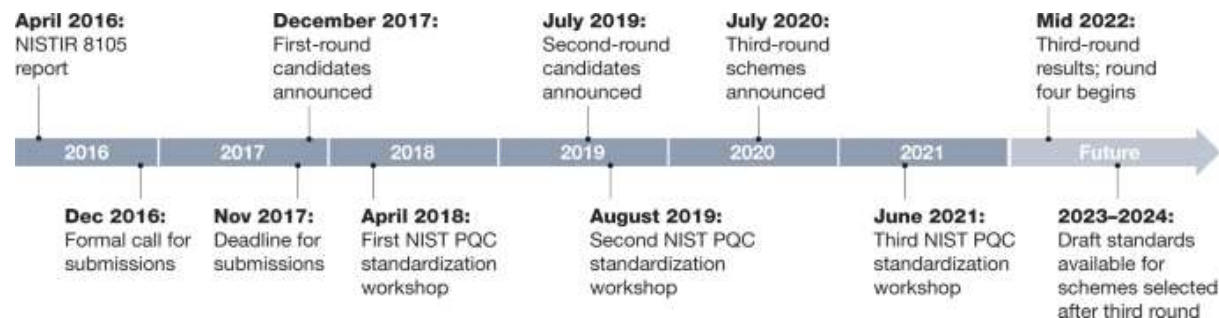 April 2016:
NISTIR 8105
report
December 2017:
First-round
candidates
announced
July 2019:
Second-round
candidates
announced
July 2020:
Third-round
schemes
announced
Mid 2022:
Third-round
results; round
four begins
2016
2017
2018
2019
2020
2021
Future
Dec 2016:
Formal call for
submissions
Nov 2017:
Deadline for
submissions
April 2018:
First NIST PQC
standardization
workshop
August 2019:
Second NIST PQC
standardization
workshop
June 2021:
Third NIST PQC
standardization
workshop
2023–2024:
Draft standards
available for
schemes selected
after third round